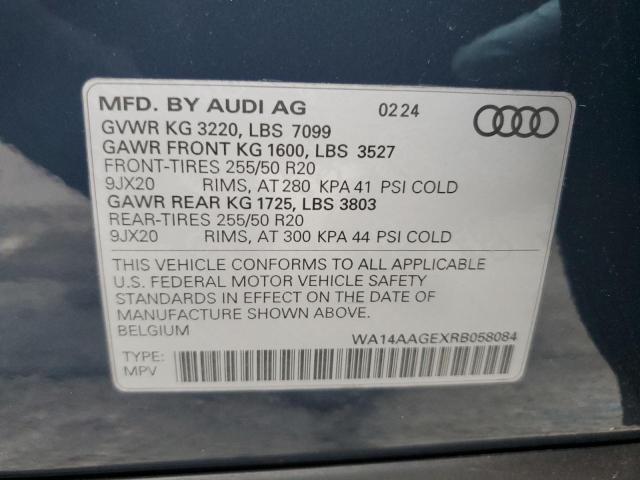 MFD. BY AUDI AG 0224
GVWR KG 3220, LBS 7099
GAWR FRONT KG 1600, LBS 3527
FRONT-TIRES 255/50 R20
9JX20 RIMS, AT 280 KPA 41 PSI COLD
GAWR REAR KG 1725, LBS 3803
REAR-TIRES 255/50 R20
9JX20 RIMS, AT 300 KPA 44 PSI COLD
THIS VEHICLE CONFORMS TO ALL APPLICABLE
U.S. FEDERAL MOTOR VEHICLE SAFETY
STANDARDS IN EFFECT ON THE DATE OF
MANUFACTURE SHOWN ABOVE.
BELGIUM
WA14AAGEXRB058084
TYPE:
MPV